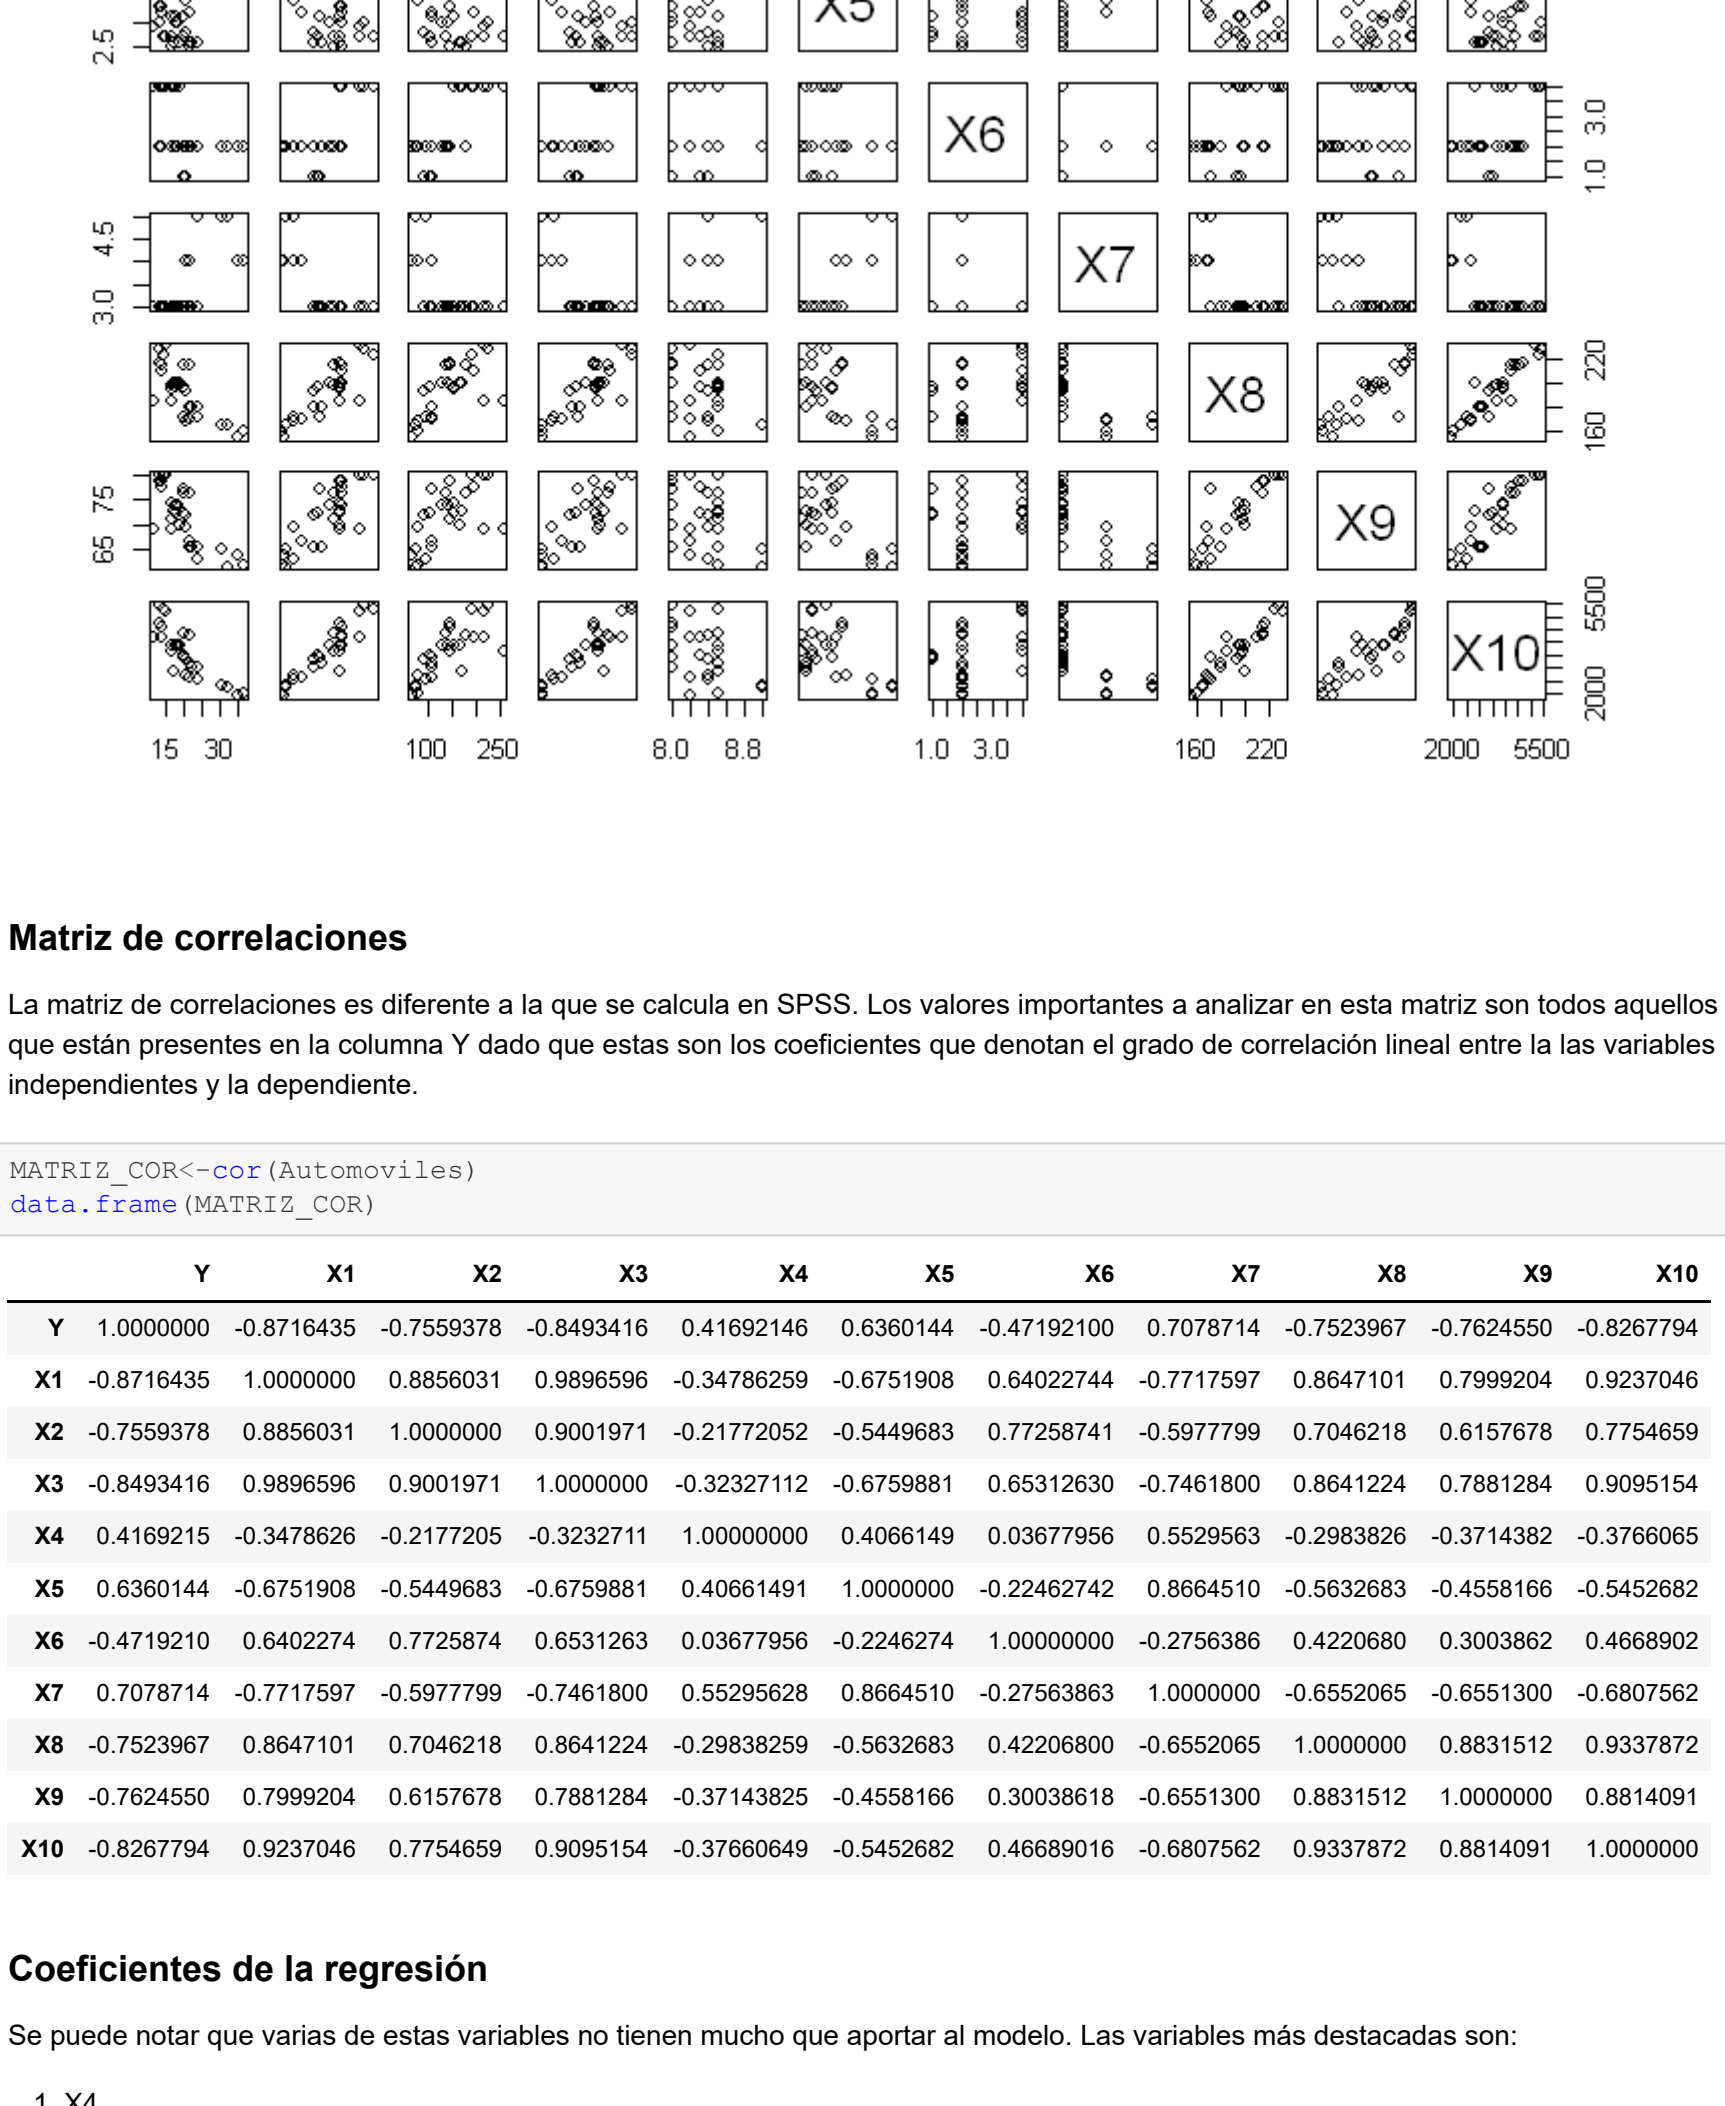 X5
2.5
X6
3.0
1.0
4.5
3.0
X7
X8
220
160
75
65
X9
X10
5500
2000
15 30 100 250 8.0 8.8 1.0 3.0 160 220 2000 5500
Matriz de correlaciones
La matriz de correlaciones es diferente a la que se calcula en SPSS. Los valores importantes a analizar en esta matriz son todos aquellos
que están presentes en la columna Y dado que estas son los coeficientes que denotan el grado de correlación lineal entre la las variables
independientes y la dependiente.
MATRIZ_COR<-cor(Automoviles)
data.frame(MATRIZ_COR)
Y X1 X2 X3 X4 X5 X6 X7 X8 X9 X10
Y 1.0000000 -0.8716435 -0.7559378 -0.8493416 0.41692146 0.6360144 -0.47192100 0.7078714 -0.7523967 -0.7624550 -0.8267794
X1 -0.8716435 1.0000000 0.8856031 0.9896596 -0.34786259 -0.6751908 0.64022744 -0.7717597 0.8647101 0.7999204 0.9237046
X2 -0.7559378 0.8856031 1.0000000 0.9001971 -0.21772052 -0.5449683 0.77258741 -0.5977799 0.7046218 0.6157678 0.7754659
X3 -0.8493416 0.9896596 0.9001971 1.0000000 -0.32327112 -0.6759881 0.65312630 -0.7461800 0.8641224 0.7881284 0.9095154
X4 0.4169215 -0.3478626 -0.2177205 -0.3232711 1.00000000 0.4066149 0.03677956 0.5529563 -0.2983826 -0.3714382 -0.3766065
X5 0.6360144 -0.6751908 -0.5449683 -0.6759881 0.40661491 1.0000000 -0.22462742 0.8664510 -0.5632683 -0.4558166 -0.5452682
X6 -0.4719210 0.6402274 0.7725874 0.6531263 0.03677956 -0.2246274 1.00000000 -0.2756386 0.4220680 0.3003862 0.4668902
X7 0.7078714 -0.7717597 -0.5977799 -0.7461800 0.55295628 0.8664510 -0.27563863 1.0000000 -0.6552065 -0.6551300 -0.6807562
X8 -0.7523967 0.8647101 0.7046218 0.8641224 -0.29838259 -0.5632683 0.42206800 -0.6552065 1.0000000 0.8831512 0.9337872
X9 -0.7624550 0.7999204 0.6157678 0.7881284 -0.37143825 -0.4558166 0.30038618 -0.6551300 0.8831512 1.0000000 0.8814091
X10 -0.8267794 0.9237046 0.7754659 0.9095154 -0.37660649 -0.5452682 0.46689016 -0.6807562 0.9337872 0.8814091 1.0000000
Coeficientes de la regresión
Se puede notar que varias de estas variables no tienen mucho que aportar al modelo. Las variables más destacadas son:
1. X4